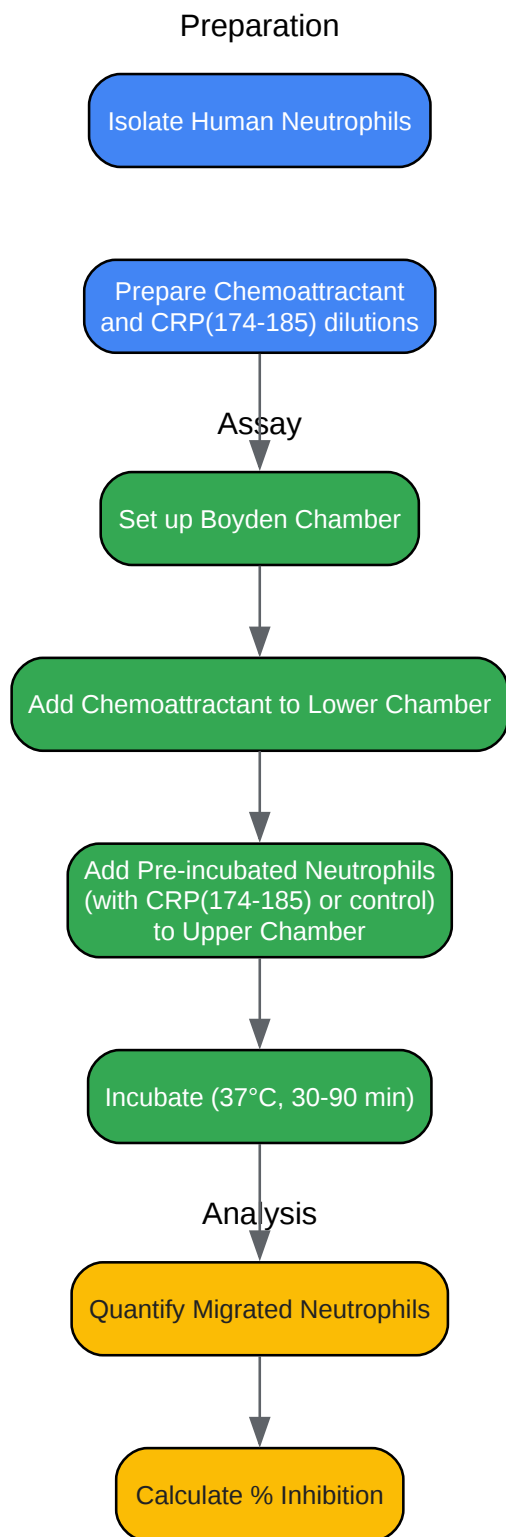 Preparation
Isolate Human Neutrophils
Prepare Chemoattractant
and CRP(174-185) dilutions
Assay
Set up Boyden Chamber
Add Chemoattractant to Lower Chamber
Add Pre-incubated Neutrophils
(with CRP(174-185) or control)
to Upper Chamber
Incubate (37°C, 30-90 min)
Analysis
Quantify Migrated Neutrophils
Calculate % Inhibition